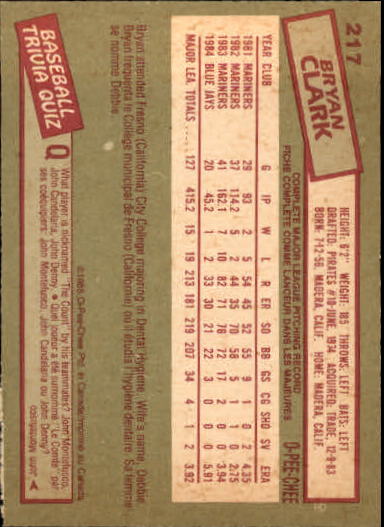 217
BRYAN
CLARK
HEIGHT: 6'2" WEIGHT: 185 THROWS: LEFT BATS: LEFT
DRAFTED: PIRATES #10-JUNE, 1974 ACQUIRED: TRADE, 12-9-83
BORN: 7-12-56, MADERA, CALIF. HOME: MADERA, CALIF.
COMPLETE MAJOR LEAGUE PITCHING RECORD
FICHE COMPLETE COMME LANCEUR DANS LES MAJEURES
O-PEE-CHEE
YEAR CLUB G IP W L R ER SO BB GS CG SHO SV ERA
1981 MARINERS 29 93 2 5 54 45 52 55 9 1 0 2 4.35
1982 MARINERS 37 114.2 5 2 44 35 70 58 5 1 1 0 2.75
1983 MARINERS 41 162.1 7 10 82 71 76 72 17 2 0 0 3.94
1984 BLUE JAYS 20 45.2 1 2 33 30 21 22 3 0 0 0 5.91
MAJOR LEA. TOTALS 127 415.2 15 19 213 181 219 207 34 4 1 2 3.92
Bryan attended Fresno (California) City College majoring in Dental Hygiene. Wife's name: Debbie.
Bryan fréquenta le Collège municipal de Fresno (Californie) où il étudia l'hygiène dentaire. Sa femme
se nomme Debbie.
©1985 O-Pee-Chee Ptd. in Canada/Imprimé au Canada
BASEBALL
TRIVIA QUIZ
Q
What player is nicknamed "The Count" by his teammates? John Montefusco,
John Candelaria, John Denny. • Quel joueur a été surnommé "Le Comte" par
ses coéquipiers: John Montefusco, John Candelaria ou John Denny?
A
John Montefusco